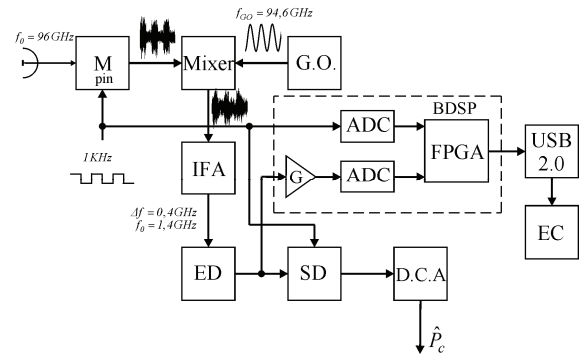 f₀ = 96GHz
f_GO = 94,6GHz
M
pin
Mixer
G.O.
BDSP
ADC
FPGA
USB
2.0
1KHz
IFA
G
ADC
Δf = 0,4GHz
f₀ = 1,4GHz
EC
ED
SD
D.C.A
P̂_c